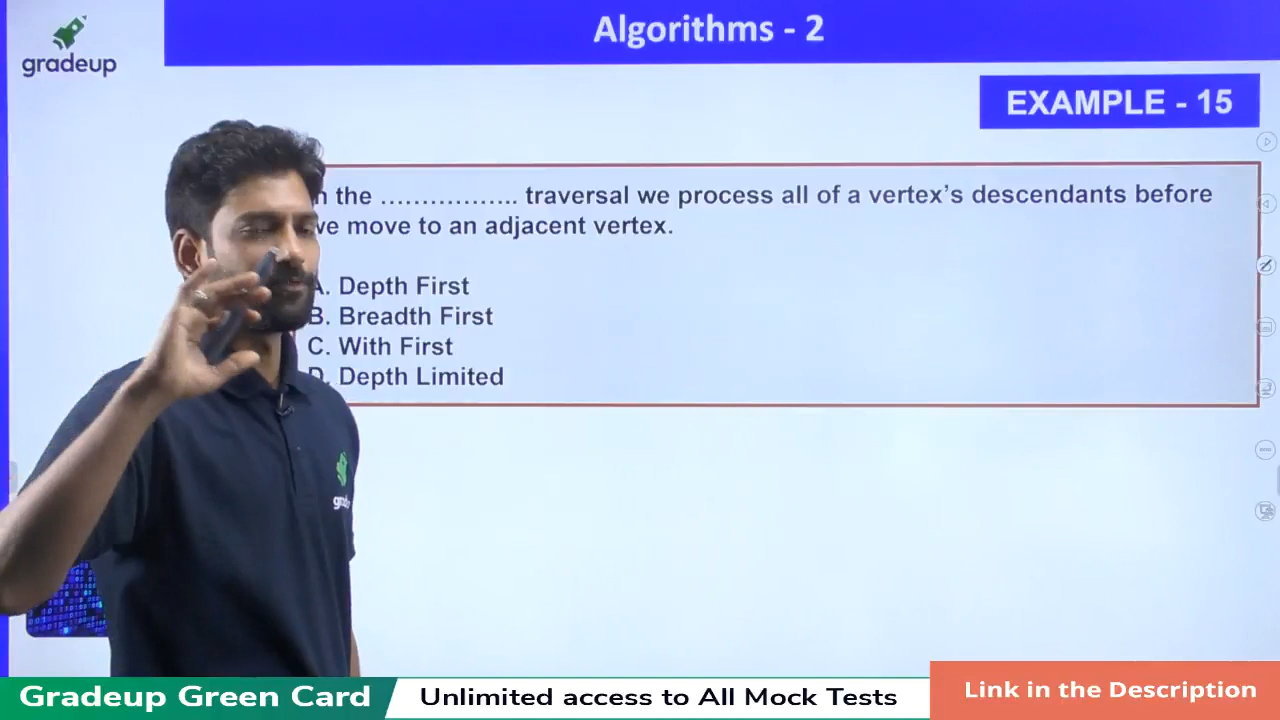 Algorithms - 2
gradeup
EXAMPLE - 15
the ................. traversal we process all of a vertex's descendants before
we move to an adjacent vertex.
A. Depth First
B. Breadth First
C. With First
D. Depth Limited
Gradeup Green Card
Unlimited access to All Mock Tests
Link in the Description